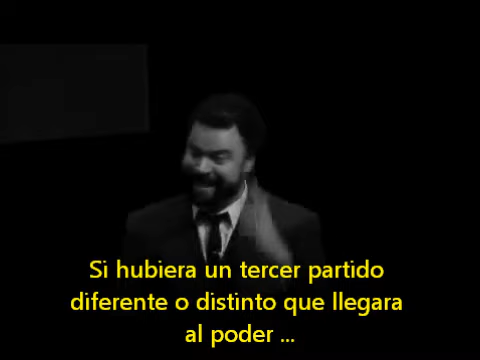 Si hubiera un tercer partido
diferente o distinto que llegara
al poder ...